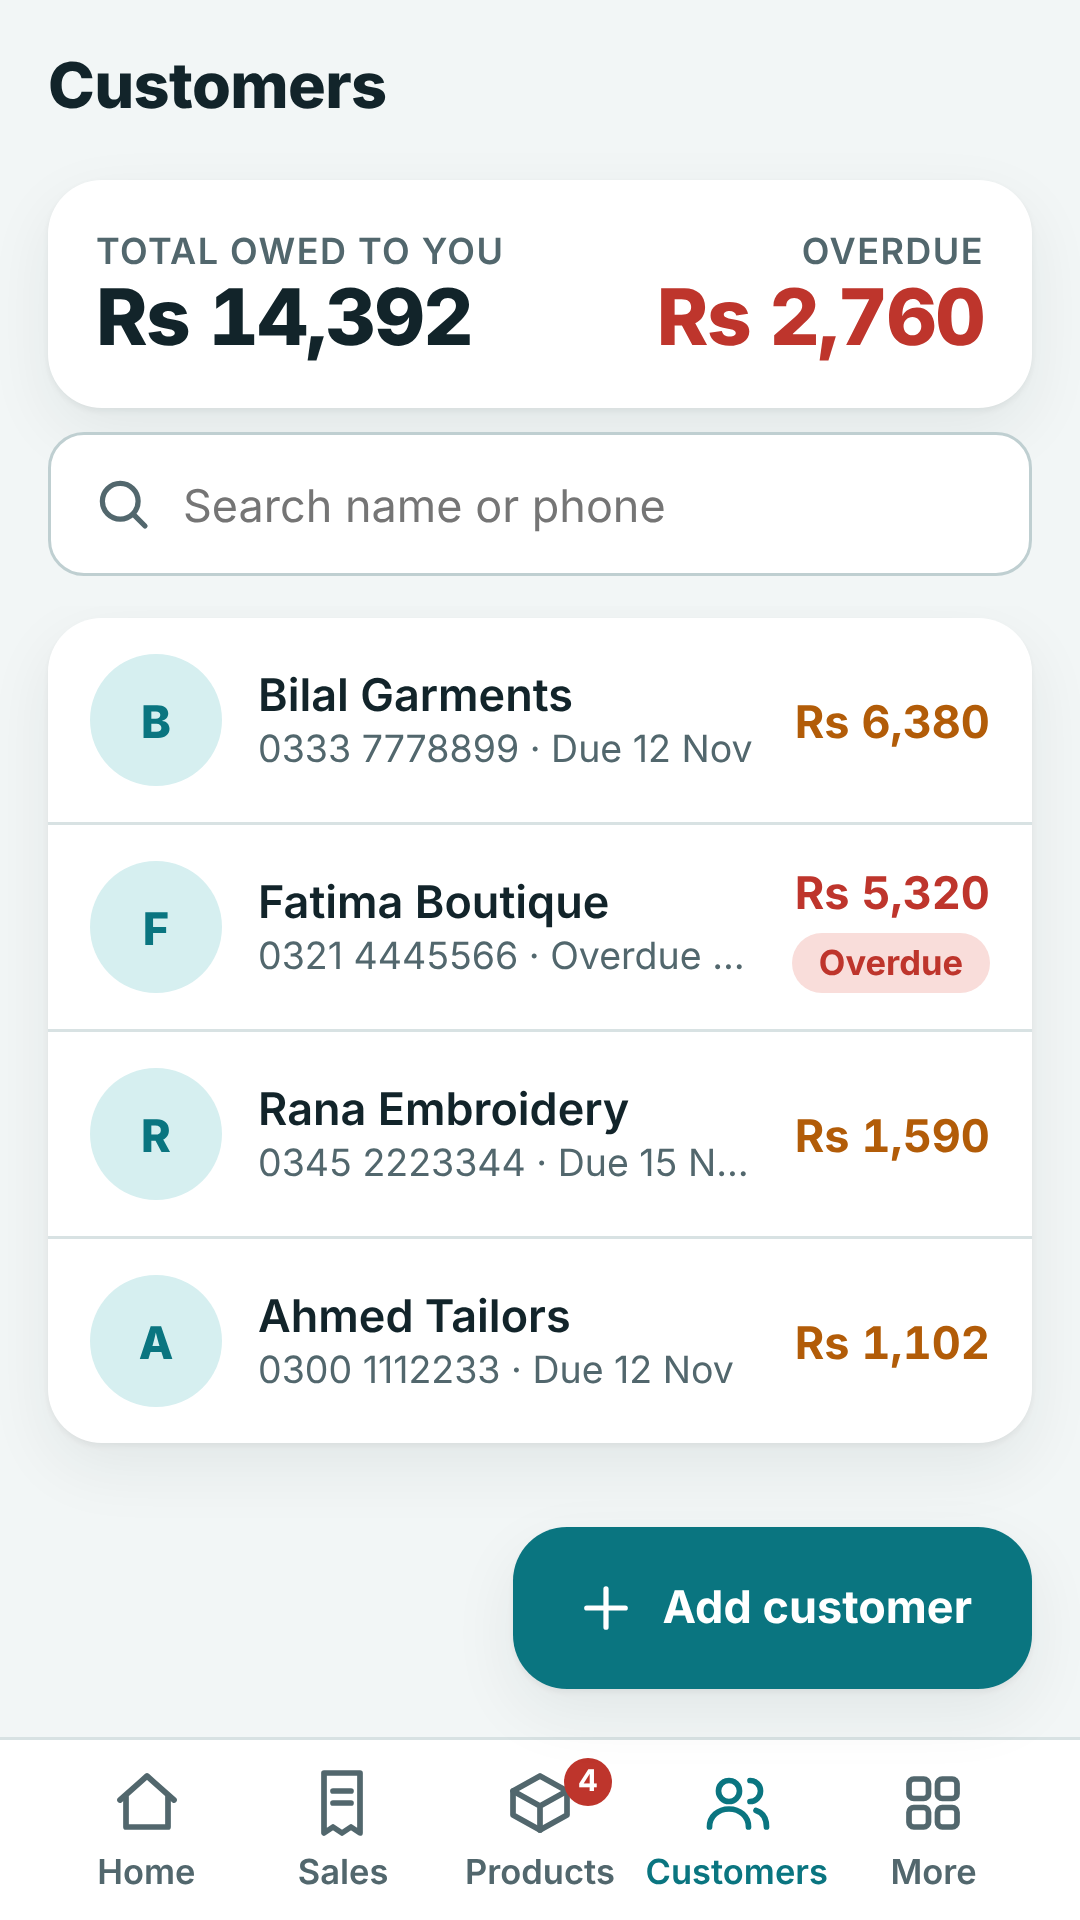 Customers
TOTAL OWED TO YOU OVERDUE
Rs 14,392 Rs 2,760
Search name or phone
B Bilal Garments Rs 6,380
0333 7778899 · Due 12 Nov
F Fatima Boutique Rs 5,320
0321 4445566 · Overdue ... Overdue
R Rana Embroidery Rs 1,590
0345 2223344 · Due 15 N...
A Ahmed Tailors Rs 1,102
0300 1112233 · Due 12 Nov
Add customer
4
Home Sales Products Customers More